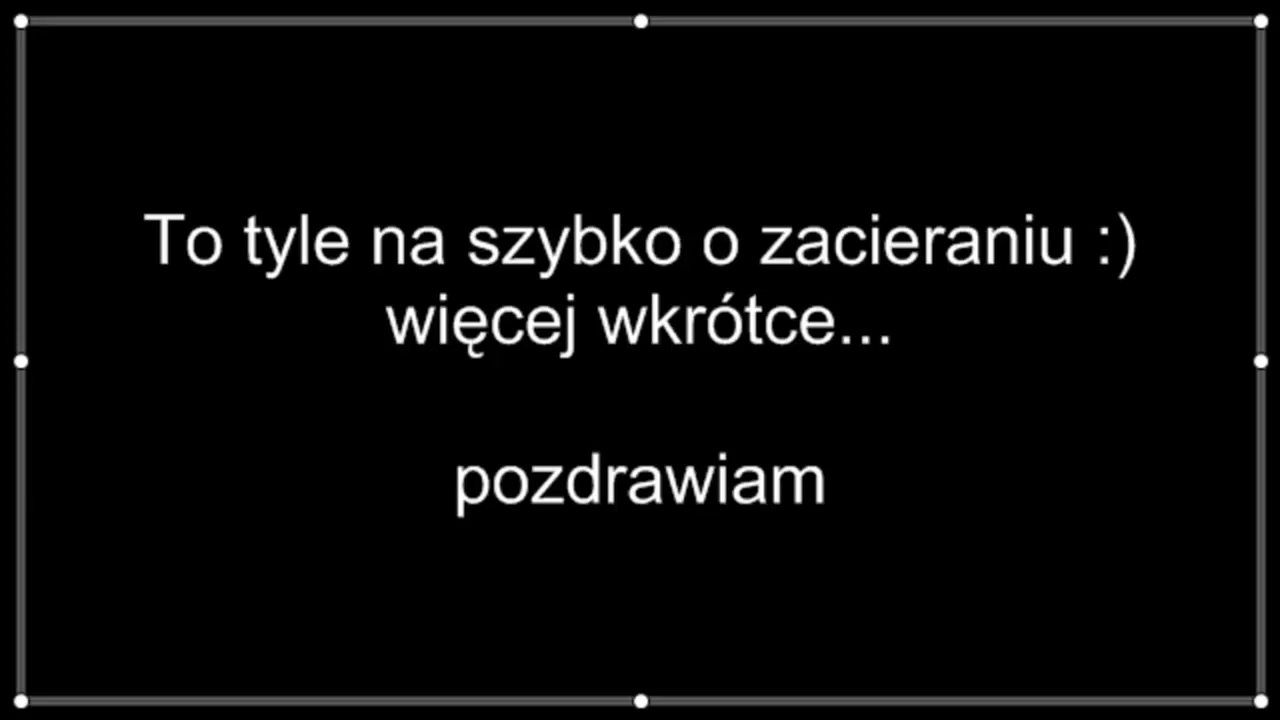 To tyle na szybko o zacieraniu :)
więcej wkrótce...
pozdrawiam